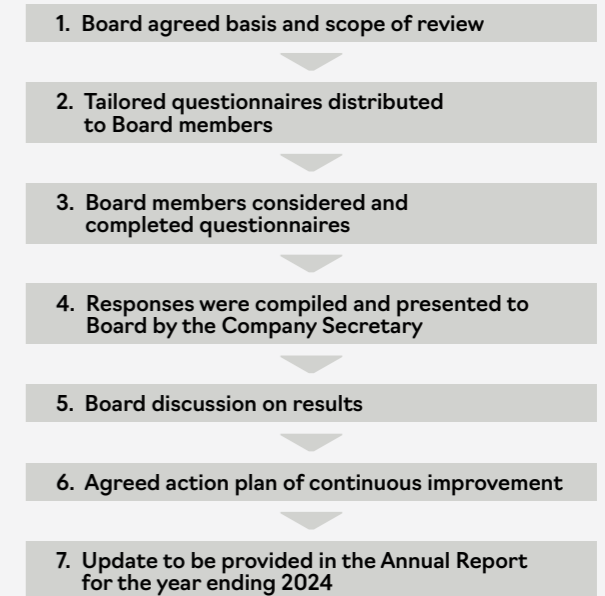 1. Board agreed basis and scope of review
2. Tailored questionnaires distributed
to Board members
3. Board members considered and
completed questionnaires
4. Responses were compiled and presented to
Board by the Company Secretary
5. Board discussion on results
6. Agreed action plan of continuous improvement
7. Update to be provided in the Annual Report
for the year ending 2024